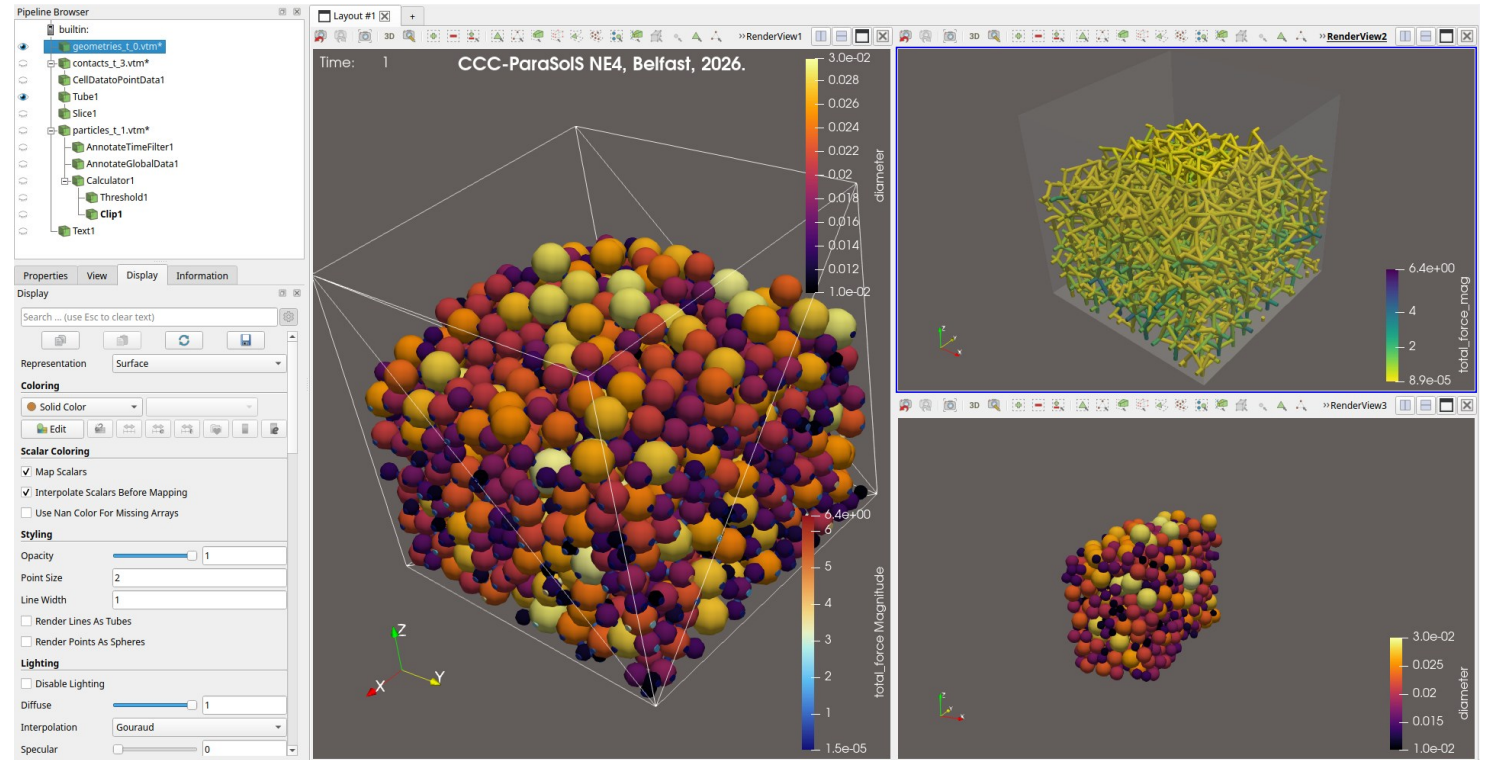 Pipeline Browser
builtin:
geometries_t_0.vtm*
contacts_t_3.vtm*
CellDatatoPointData1
Tube1
Slice1
particles_t_1.vtm*
AnnotateTimeFilter1
AnnotateGlobalData1
Calculator1
Threshold1
Clip1
Text1
Properties View Display Information
Display
Search ... (use Esc to clear text)
Representation Surface
Coloring
Solid Color
Edit
Scalar Coloring
Map Scalars
Interpolate Scalars Before Mapping
Use Nan Color For Missing Arrays
Styling
Opacity 1
Point Size 2
Line Width 1
Render Lines As Tubes
Render Points As Spheres
Lighting
Disable Lighting
Diffuse 1
Interpolation Gouraud
Specular 0
Layout #1 +
3D »RenderView1
Time: 1 CCC-ParaSolS NE4, Belfast, 2026.
3.0e-02
0.028
0.026
0.024
0.022
0.02
0.018
0.016
0.014
0.012
1.0e-02
diameter
6.4e+00
6
5
4
3
2
1
1.5e-05
total_force Magnitude
Z
Y
X
3D »RenderView2
6.4e+00
4
2
8.9e-05
total_force_mag
z
Y
x
3D »RenderView3
3.0e-02
0.025
0.02
0.015
1.0e-02
diameter
z
Y
x